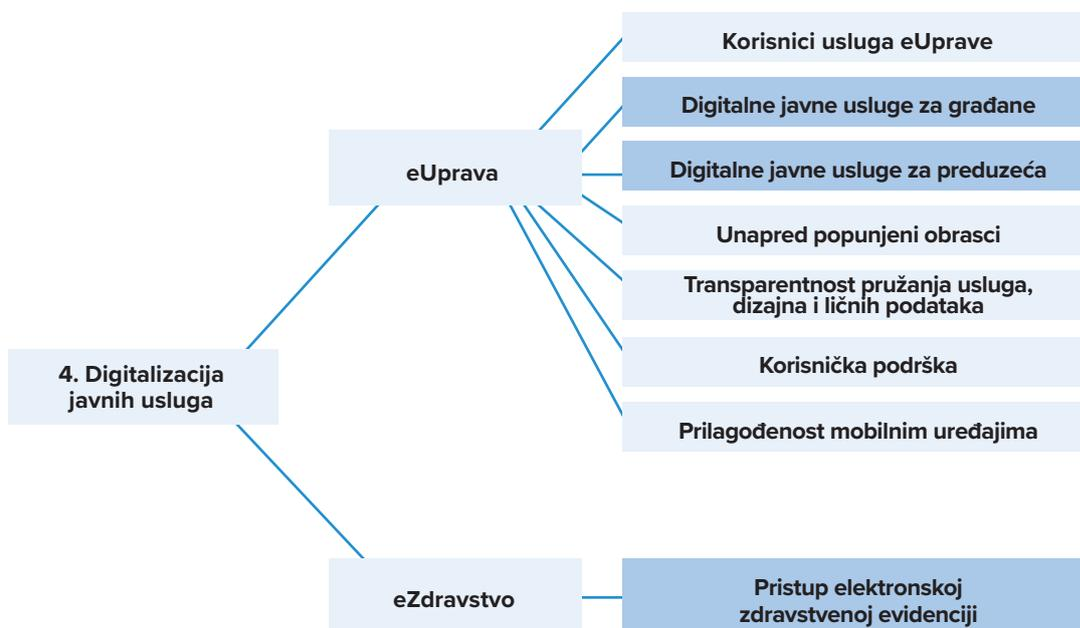 4. Digitalizacija
javnih usluga
eUprava
Korisnici usluga eUprave
Digitalne javne usluge za građane
Digitalne javne usluge za preduzeća
Unapred popunjeni obrasci
Transparentnost pružanja usluga,
dizajna i ličnih podataka
Korisnička podrška
Prilagođenost mobilnim uređajima
eZdravstvo
Pristup elektronskoj
zdravstvenoj evidenciji